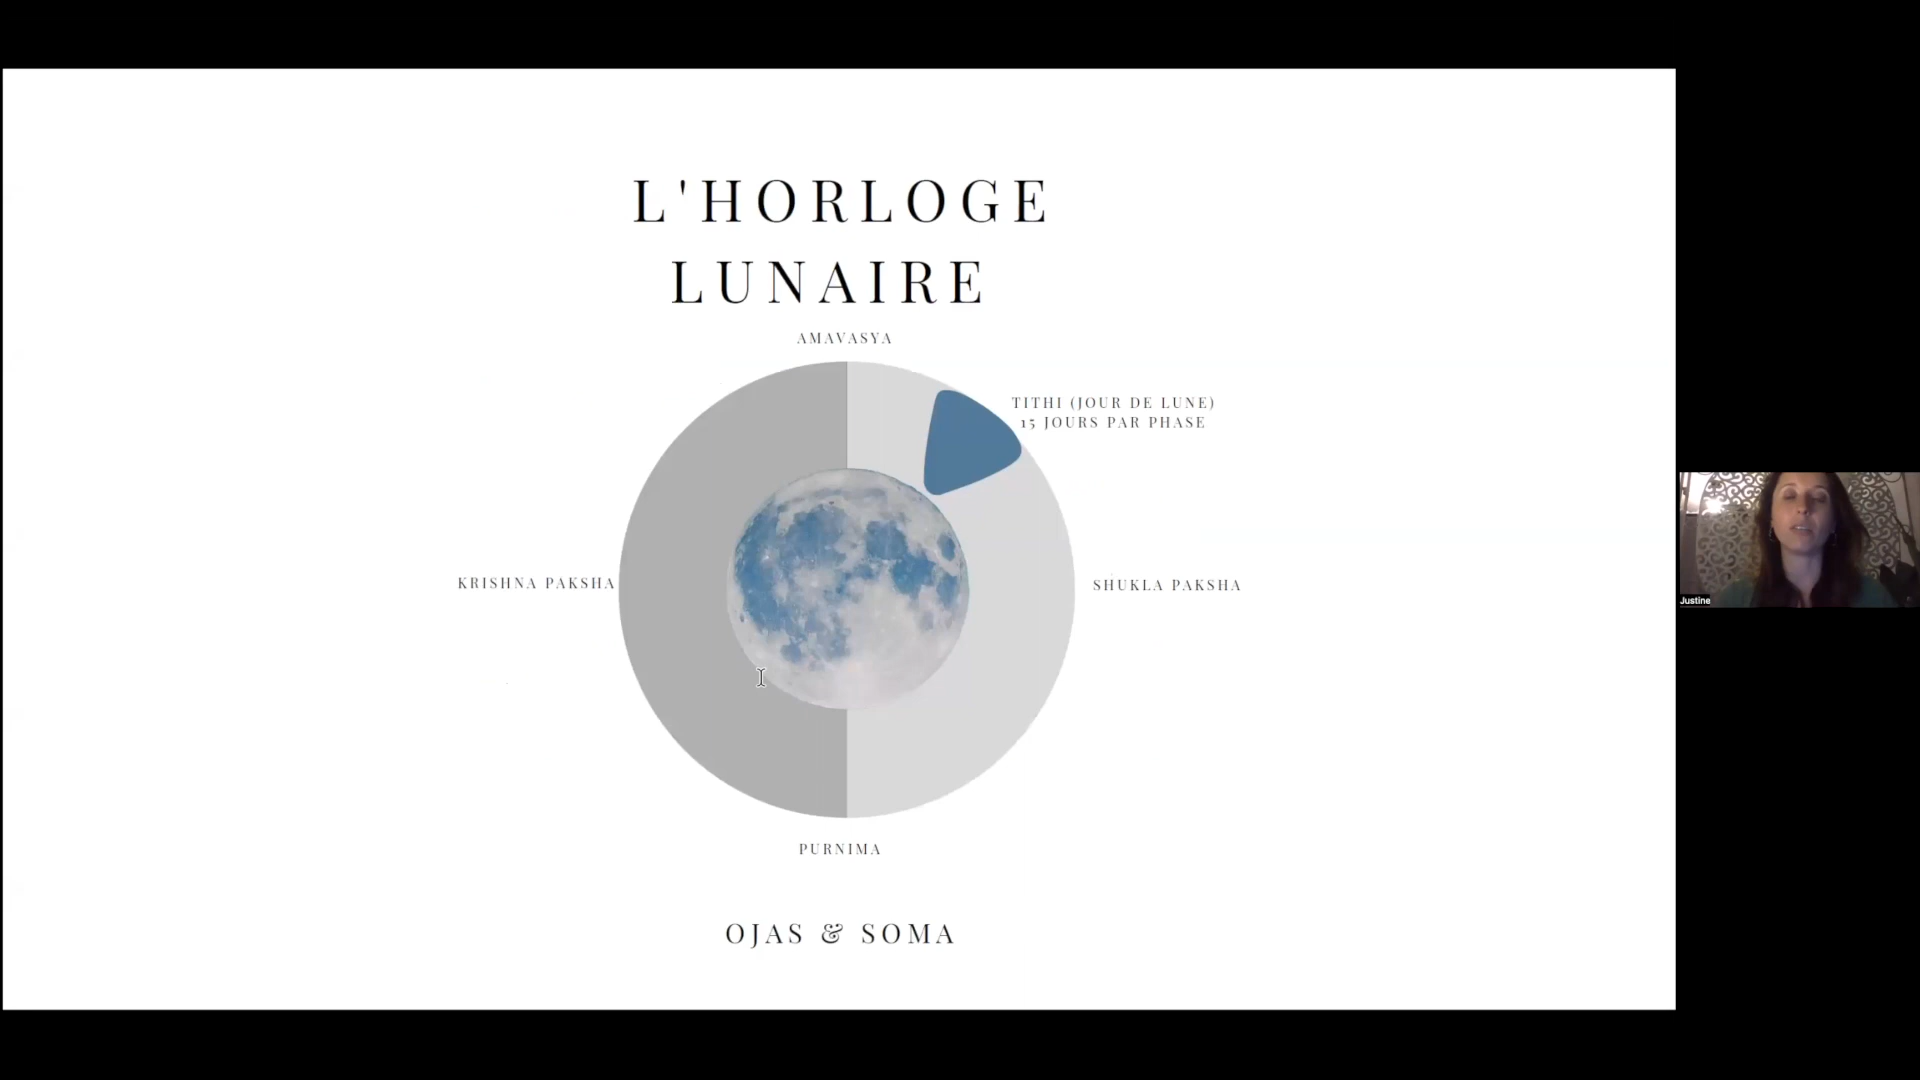 L'HORLOGE
LUNAIRE
AMAVASYA
TITHI (JOUR DE LUNE)
15 JOURS PAR PHASE
KRISHNA PAKSHA
SHUKLA PAKSHA
PURNIMA
OJAS & SOMA
Justine